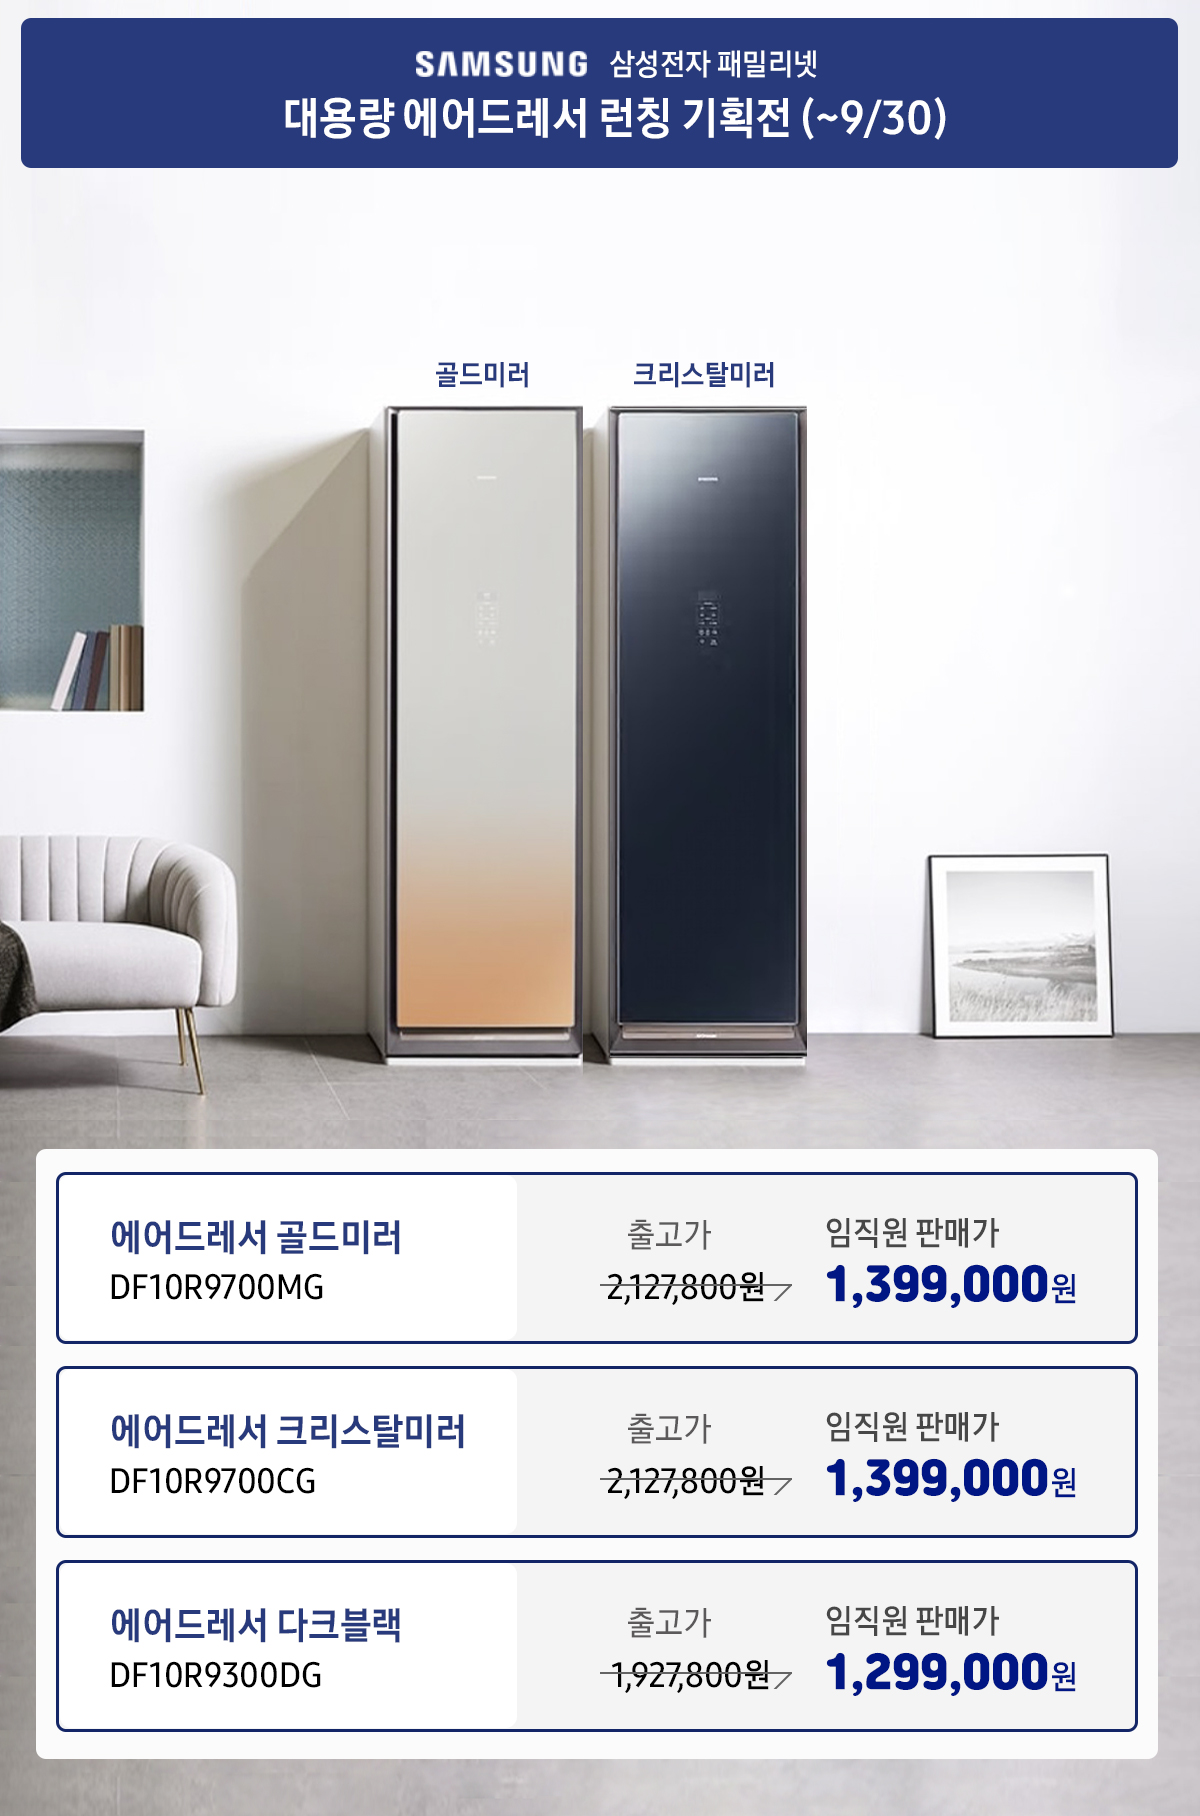 SAMSUNG 삼성전자 패밀리넷
대용량 에어드레서 런칭 기획전 (~9/30)
골드미러 크리스탈미러
에어드레서 골드미러
DF10R9700MG
출고가
2,127,800원
임직원 판매가
1,399,000원
에어드레서 크리스탈미러
DF10R9700CG
출고가
2,127,800원
임직원 판매가
1,399,000원
에어드레서 다크블랙
DF10R9300DG
출고가
1,927,800원
임직원 판매가
1,299,000원